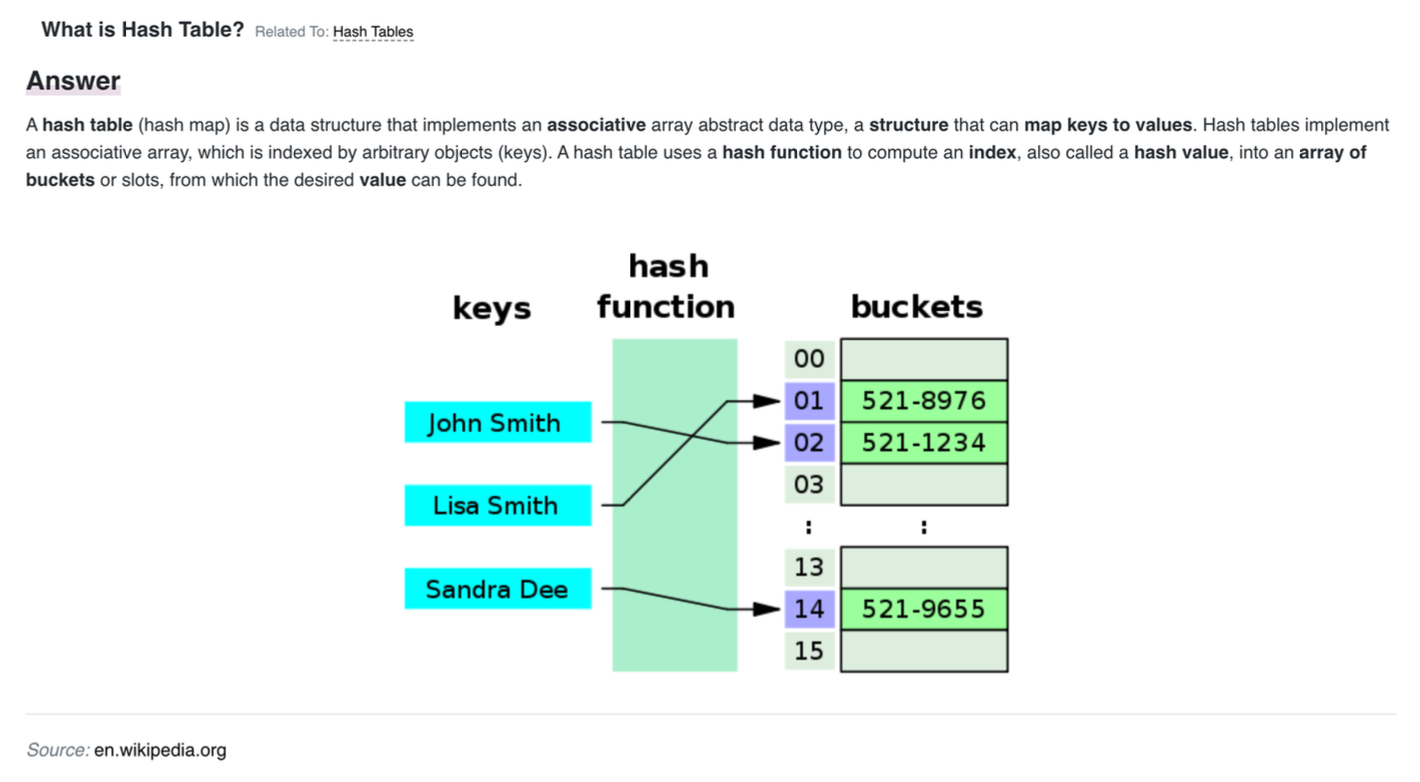 What is Hash Table? Related To: Hash Tables
Answer
A hash table (hash map) is a data structure that implements an associative array abstract data type, a structure that can map keys to values. Hash tables implement
an associative array, which is indexed by arbitrary objects (keys). A hash table uses a hash function to compute an index, also called a hash value, into an array of
buckets or slots, from which the desired value can be found.
hash
keys function buckets
00
01 521-8976
John Smith
02 521-1234
03
Lisa Smith
: :
13
Sandra Dee
14 521-9655
15
Source: en.wikipedia.org